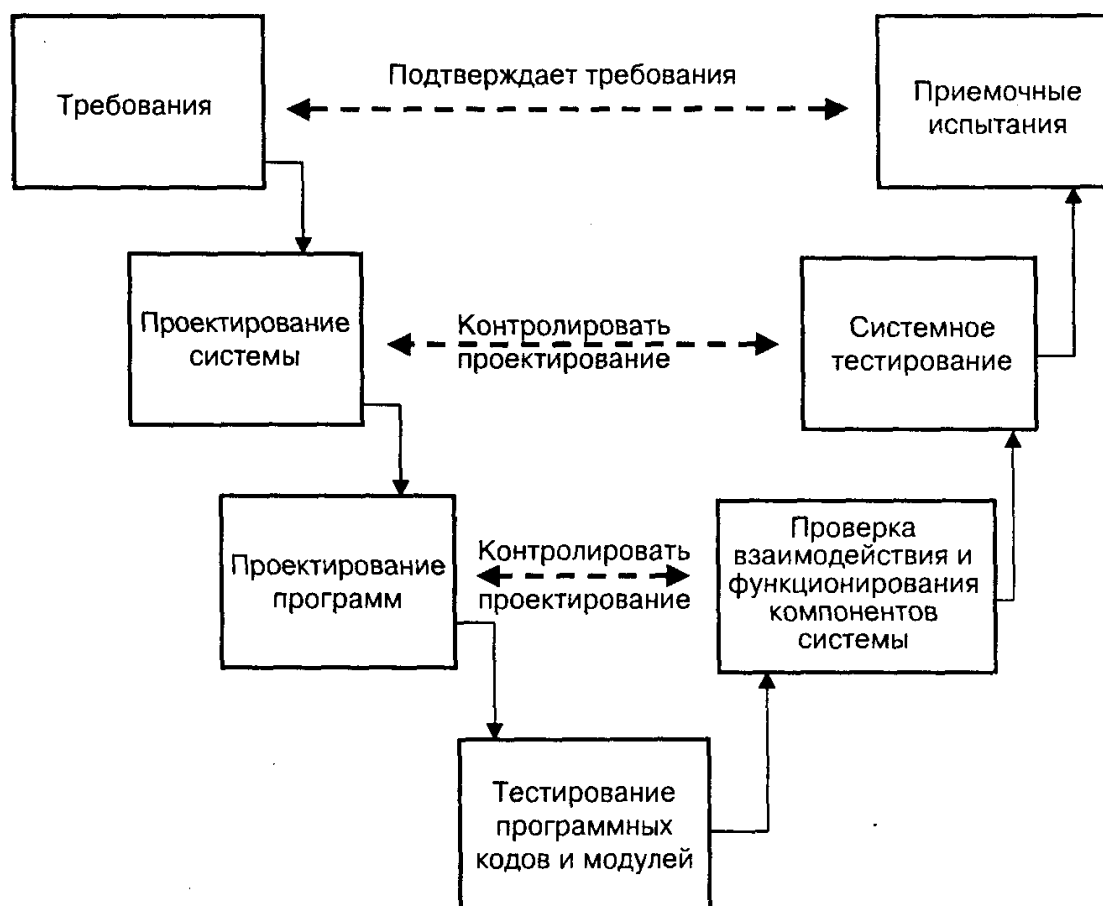 Требования
Подтверждает требования
Приемочные
испытания
Проектирование
системы
Контролировать
проектирование
Системное
тестирование
Проектирование
программ
Контролировать
проектирование
Проверка
взаимодействия и
функционирования
компонентов
системы
Тестирование
программных
кодов и модулей